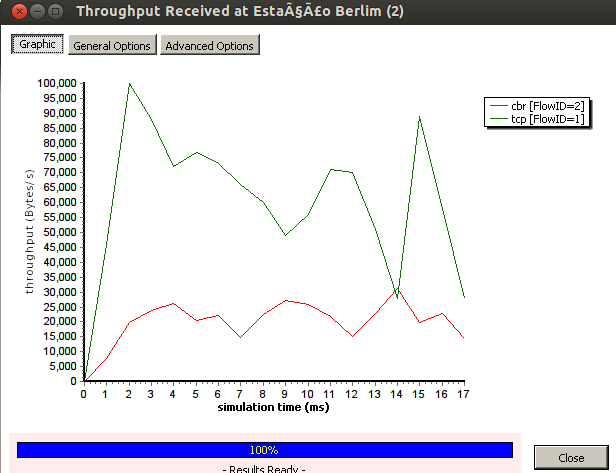 Throughput Received at EstaÃ§Ã£o Berlim (2)
Graphic General Options Advanced Options
cbr [FlowID=2]
tcp [FlowID=1]
throughput (Bytes/s)
100,000
95,000
90,000
85,000
80,000
75,000
70,000
65,000
60,000
55,000
50,000
45,000
40,000
35,000
30,000
25,000
20,000
15,000
10,000
5,000
0
0 1 2 3 4 5 6 7 8 9 10 11 12 13 14 15 16 17
simulation time (ms)
100%
- Results Ready -
Close